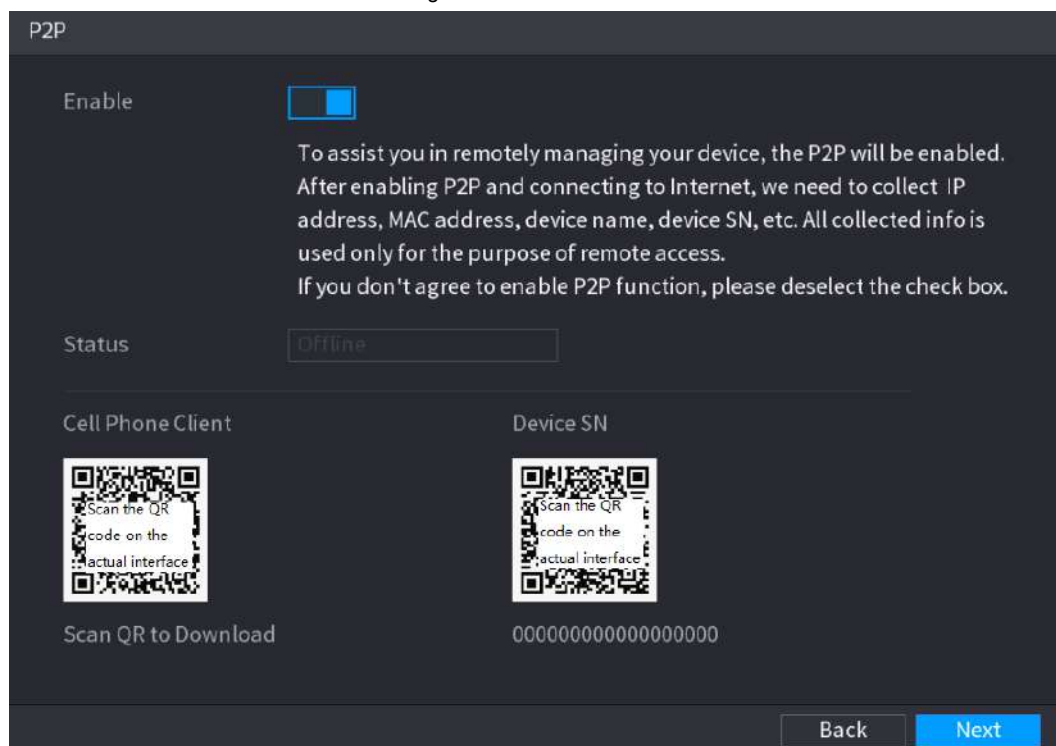 P2P
Enable
To assist you in remotely managing your device, the P2P will be enabled.
After enabling P2P and connecting to Internet, we need to collect IP
address, MAC address, device name, device SN, etc. All collected info is
used only for the purpose of remote access.
If you don't agree to enable P2P function, please deselect the check box.
Status
Offline
Cell Phone Client
Device SN
Scan the QR
code on the
actual interface
Scan the QR
code on the
actual interface
Scan QR to Download
000000000000000000
Back
Next